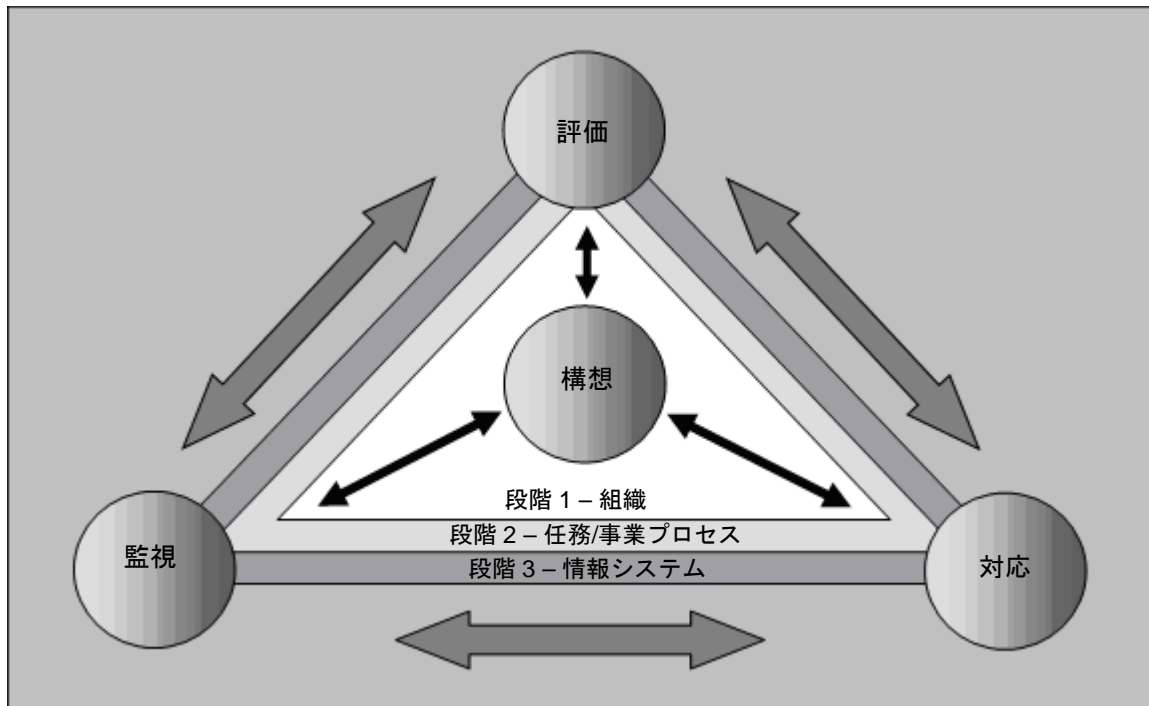 評価
構想
段階 1 – 組織
段階 2 – 任務/事業プロセス
段階 3 – 情報システム
監視
対応